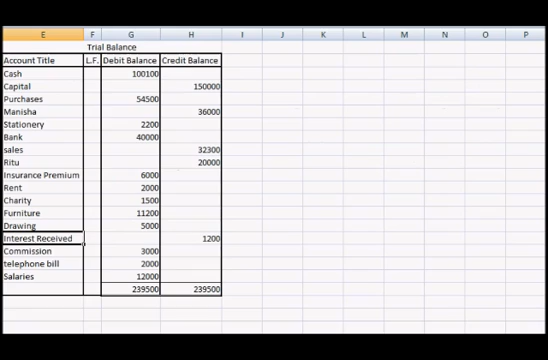 E F G H I J K L M N O P
Trial Balance
Account Title L.F. Debit Balance Credit Balance
Cash 100100
Capital 150000
Purchases 54500
Manisha 36000
Stationery 2200
Bank 40000
sales 32300
Ritu 20000
Insurance Premium 6000
Rent 2000
Charity 1500
Furniture 11200
Drawing 5000
Interest Received 1200
Commission 3000
telephone bill 2000
Salaries 12000
239500 239500